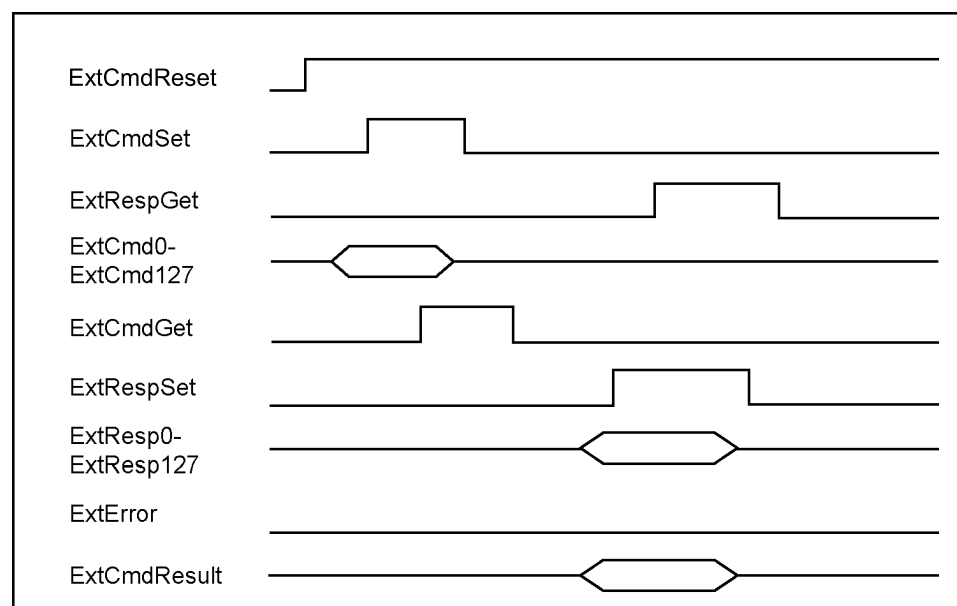 ExtCmdReset
ExtCmdSet
ExtRespGet
ExtCmd0-
ExtCmd127
ExtCmdGet
ExtRespSet
ExtResp0-
ExtResp127
ExtError
ExtCmdResult